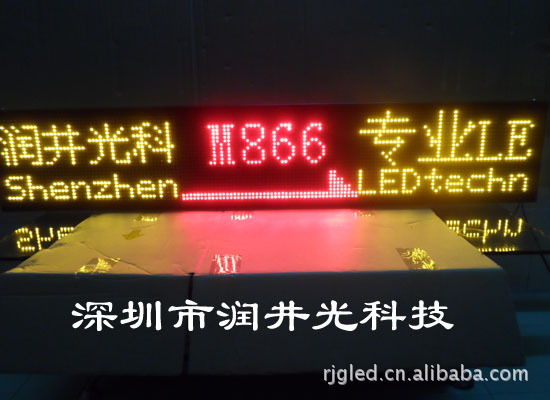 润井光科 M866 专业LE
Shenzhen LEDtechn
深圳市润井光科技
rjgled.cn.alibaba.com